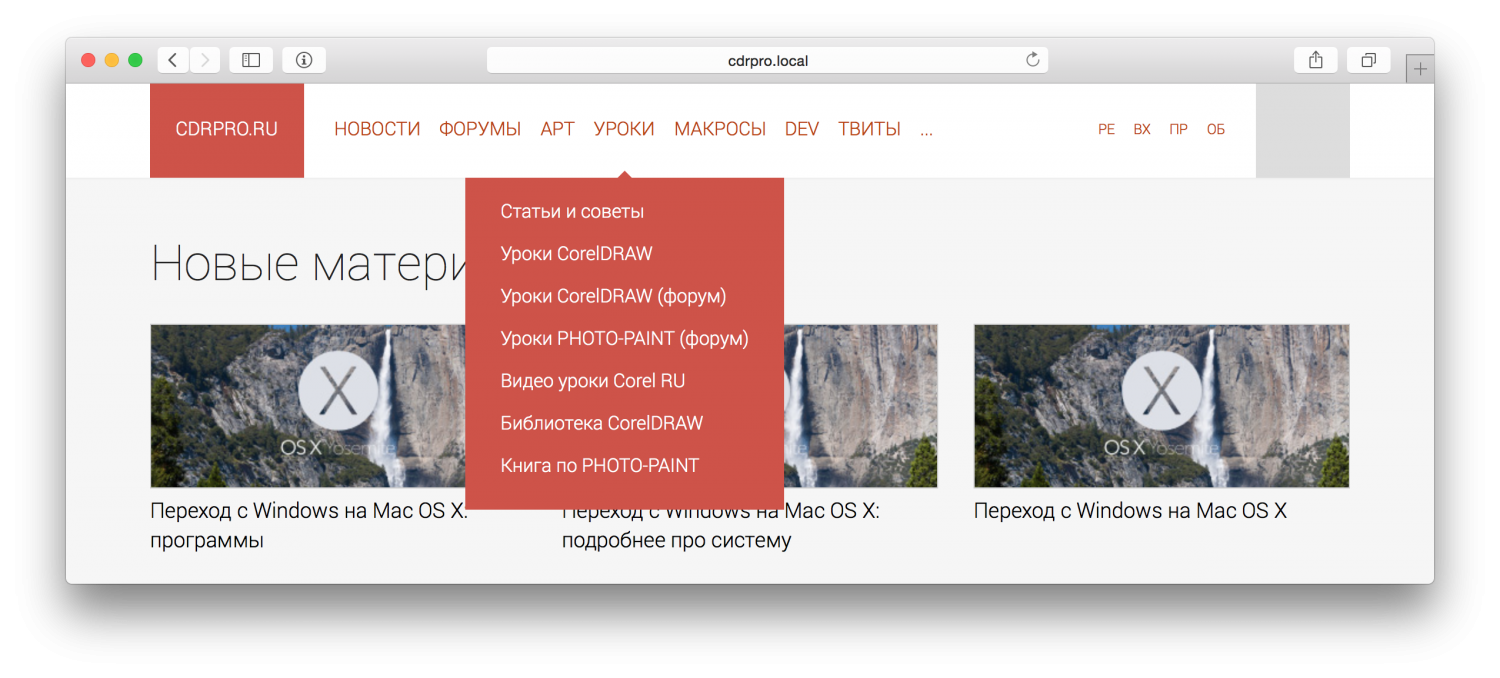 cdrpro.local
CDRPRO.RU НОВОСТИ ФОРУМЫ АРТ УРОКИ МАКРОСЫ DEV ТВИТЫ ... РЕ ВХ ПР ОБ
Статьи и советы
Уроки CorelDRAW
Уроки CorelDRAW (форум)
Уроки PHOTO-PAINT (форум)
Видео уроки Corel RU
Библиотека CorelDRAW
Книга по PHOTO-PAINT
Новые матери
X
OS X Yosemite
X
OS X Yosemite
Переход с Windows на Mac OS X:
программы
Переход с Windows на Mac OS X:
подробнее про систему
Переход с Windows на Mac OS X